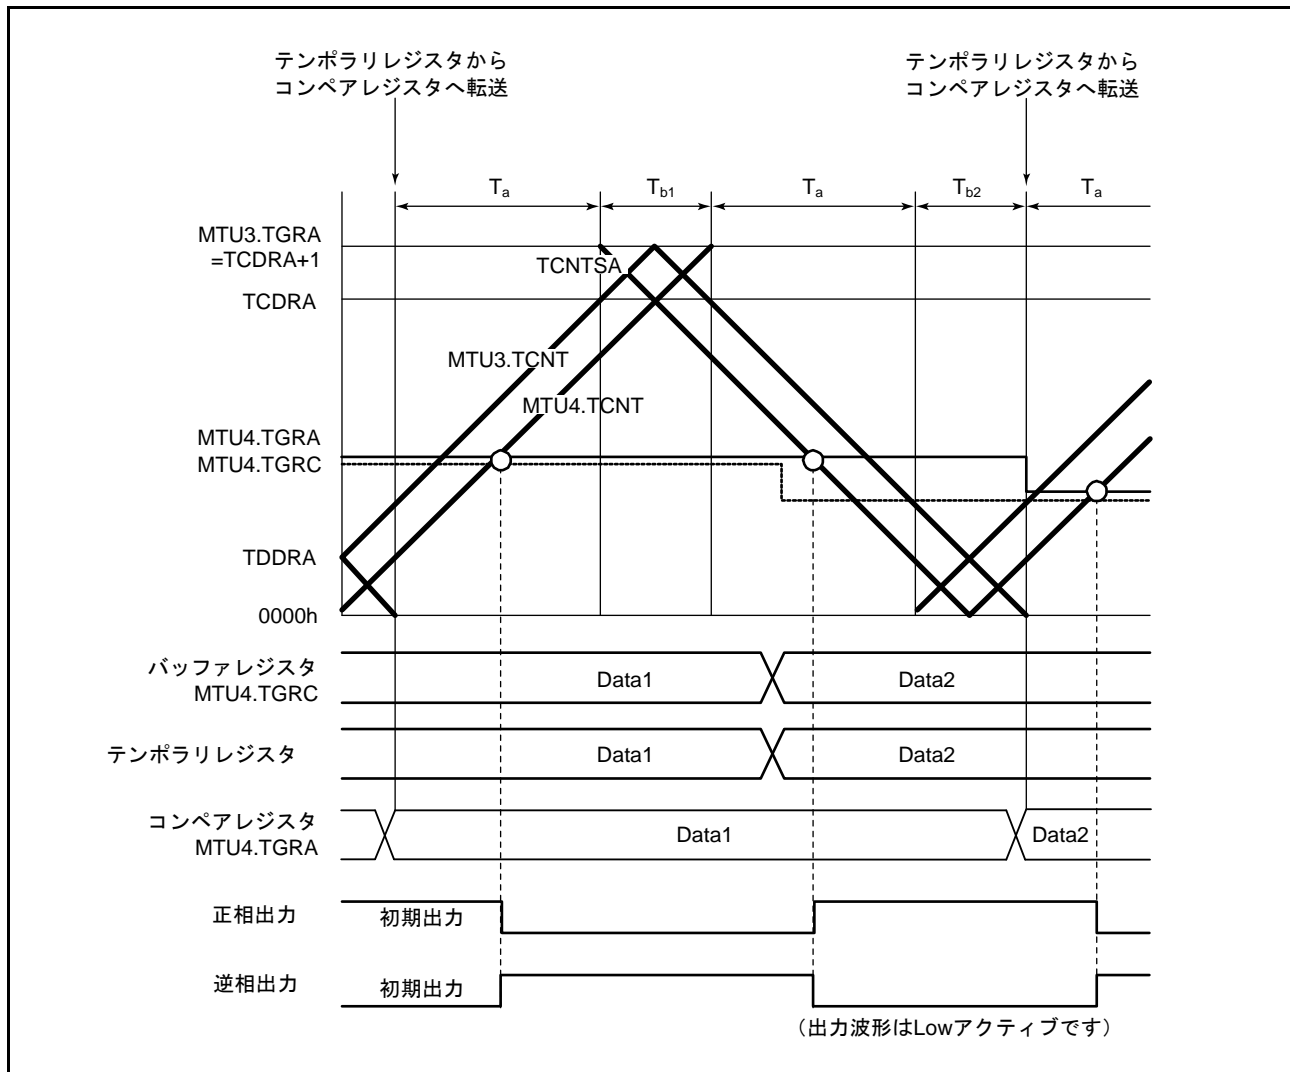 テンポラリレジスタから
コンペアレジスタへ転送
テンポラリレジスタから
コンペアレジスタへ転送
Ta
Tb1
Ta
Tb2
Ta
MTU3.TGRA
=TCDRA+1
TCNTSA
TCDRA
MTU3.TCNT
MTU4.TCNT
MTU4.TGRA
MTU4.TGRC
TDDRA
0000h
バッファレジスタ
MTU4.TGRC
Data1
Data2
テンポラリレジスタ
Data1
Data2
コンペアレジスタ
MTU4.TGRA
Data1
Data2
正相出力
初期出力
逆相出力
初期出力
（出力波形はLowアクティブです）